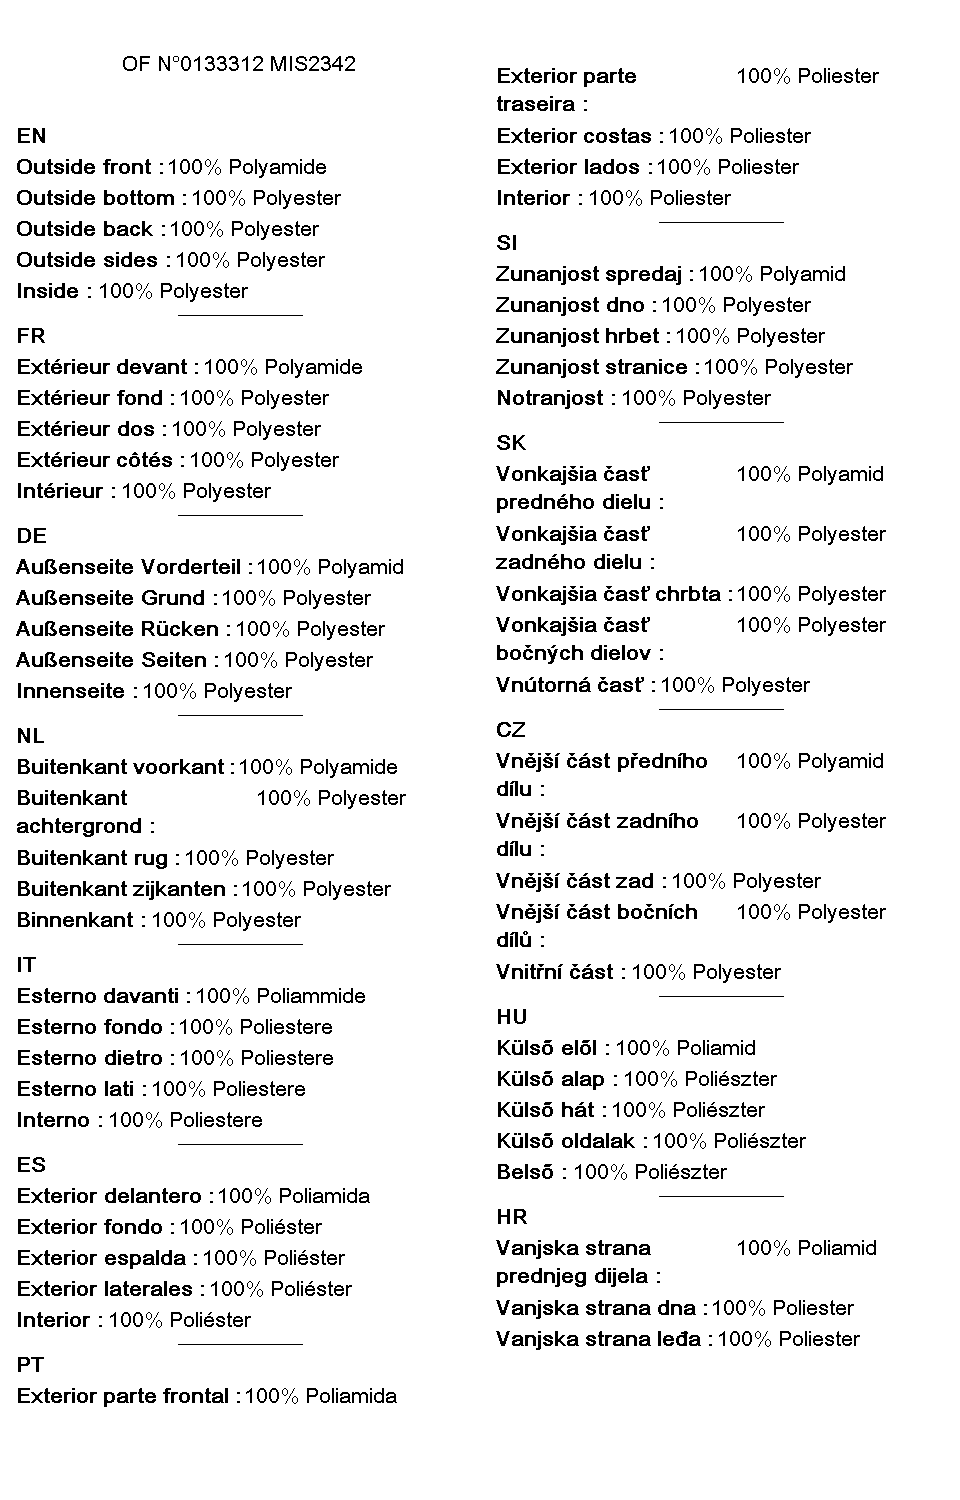 OF N°0133312 MIS2342
EN
Outside front : 100% Polyamide
Outside bottom : 100% Polyester
Outside back : 100% Polyester
Outside sides : 100% Polyester
Inside : 100% Polyester
FR
Extérieur devant : 100% Polyamide
Extérieur fond : 100% Polyester
Extérieur dos : 100% Polyester
Extérieur côtés : 100% Polyester
Intérieur : 100% Polyester
DE
Außenseite Vorderteil : 100% Polyamid
Außenseite Grund : 100% Polyester
Außenseite Rücken : 100% Polyester
Außenseite Seiten : 100% Polyester
Innenseite : 100% Polyester
NL
Buitenkant voorkant : 100% Polyamide
Buitenkant 100% Polyester
achtergrond :
Buitenkant rug : 100% Polyester
Buitenkant zijkanten : 100% Polyester
Binnenkant : 100% Polyester
IT
Esterno davanti : 100% Poliammide
Esterno fondo : 100% Poliestere
Esterno dietro : 100% Poliestere
Esterno lati : 100% Poliestere
Interno : 100% Poliestere
ES
Exterior delantero : 100% Poliamida
Exterior fondo : 100% Poliéster
Exterior espalda : 100% Poliéster
Exterior laterales : 100% Poliéster
Interior : 100% Poliéster
PT
Exterior parte frontal : 100% Poliamida
Exterior parte 100% Poliester
traseira :
Exterior costas : 100% Poliester
Exterior lados : 100% Poliester
Interior : 100% Poliester
SI
Zunanjost spredaj : 100% Polyamid
Zunanjost dno : 100% Polyester
Zunanjost hrbet : 100% Polyester
Zunanjost stranice : 100% Polyester
Notranjost : 100% Polyester
SK
Vonkajšia časť 100% Polyamid
predného dielu :
Vonkajšia časť 100% Polyester
zadného dielu :
Vonkajšia časť chrbta : 100% Polyester
Vonkajšia časť 100% Polyester
bočných dielov :
Vnútorná časť : 100% Polyester
CZ
Vnější část předního 100% Polyamid
dílu :
Vnější část zadního 100% Polyester
dílu :
Vnější část zad : 100% Polyester
Vnější část bočních 100% Polyester
dílů :
Vnitřní část : 100% Polyester
HU
Külsõ elõl : 100% Poliamid
Külsõ alap : 100% Poliészter
Külsõ hát : 100% Poliészter
Külsõ oldalak : 100% Poliészter
Belsõ : 100% Poliészter
HR
Vanjska strana 100% Poliamid
prednjeg dijela :
Vanjska strana dna : 100% Poliester
Vanjska strana leđa : 100% Poliester